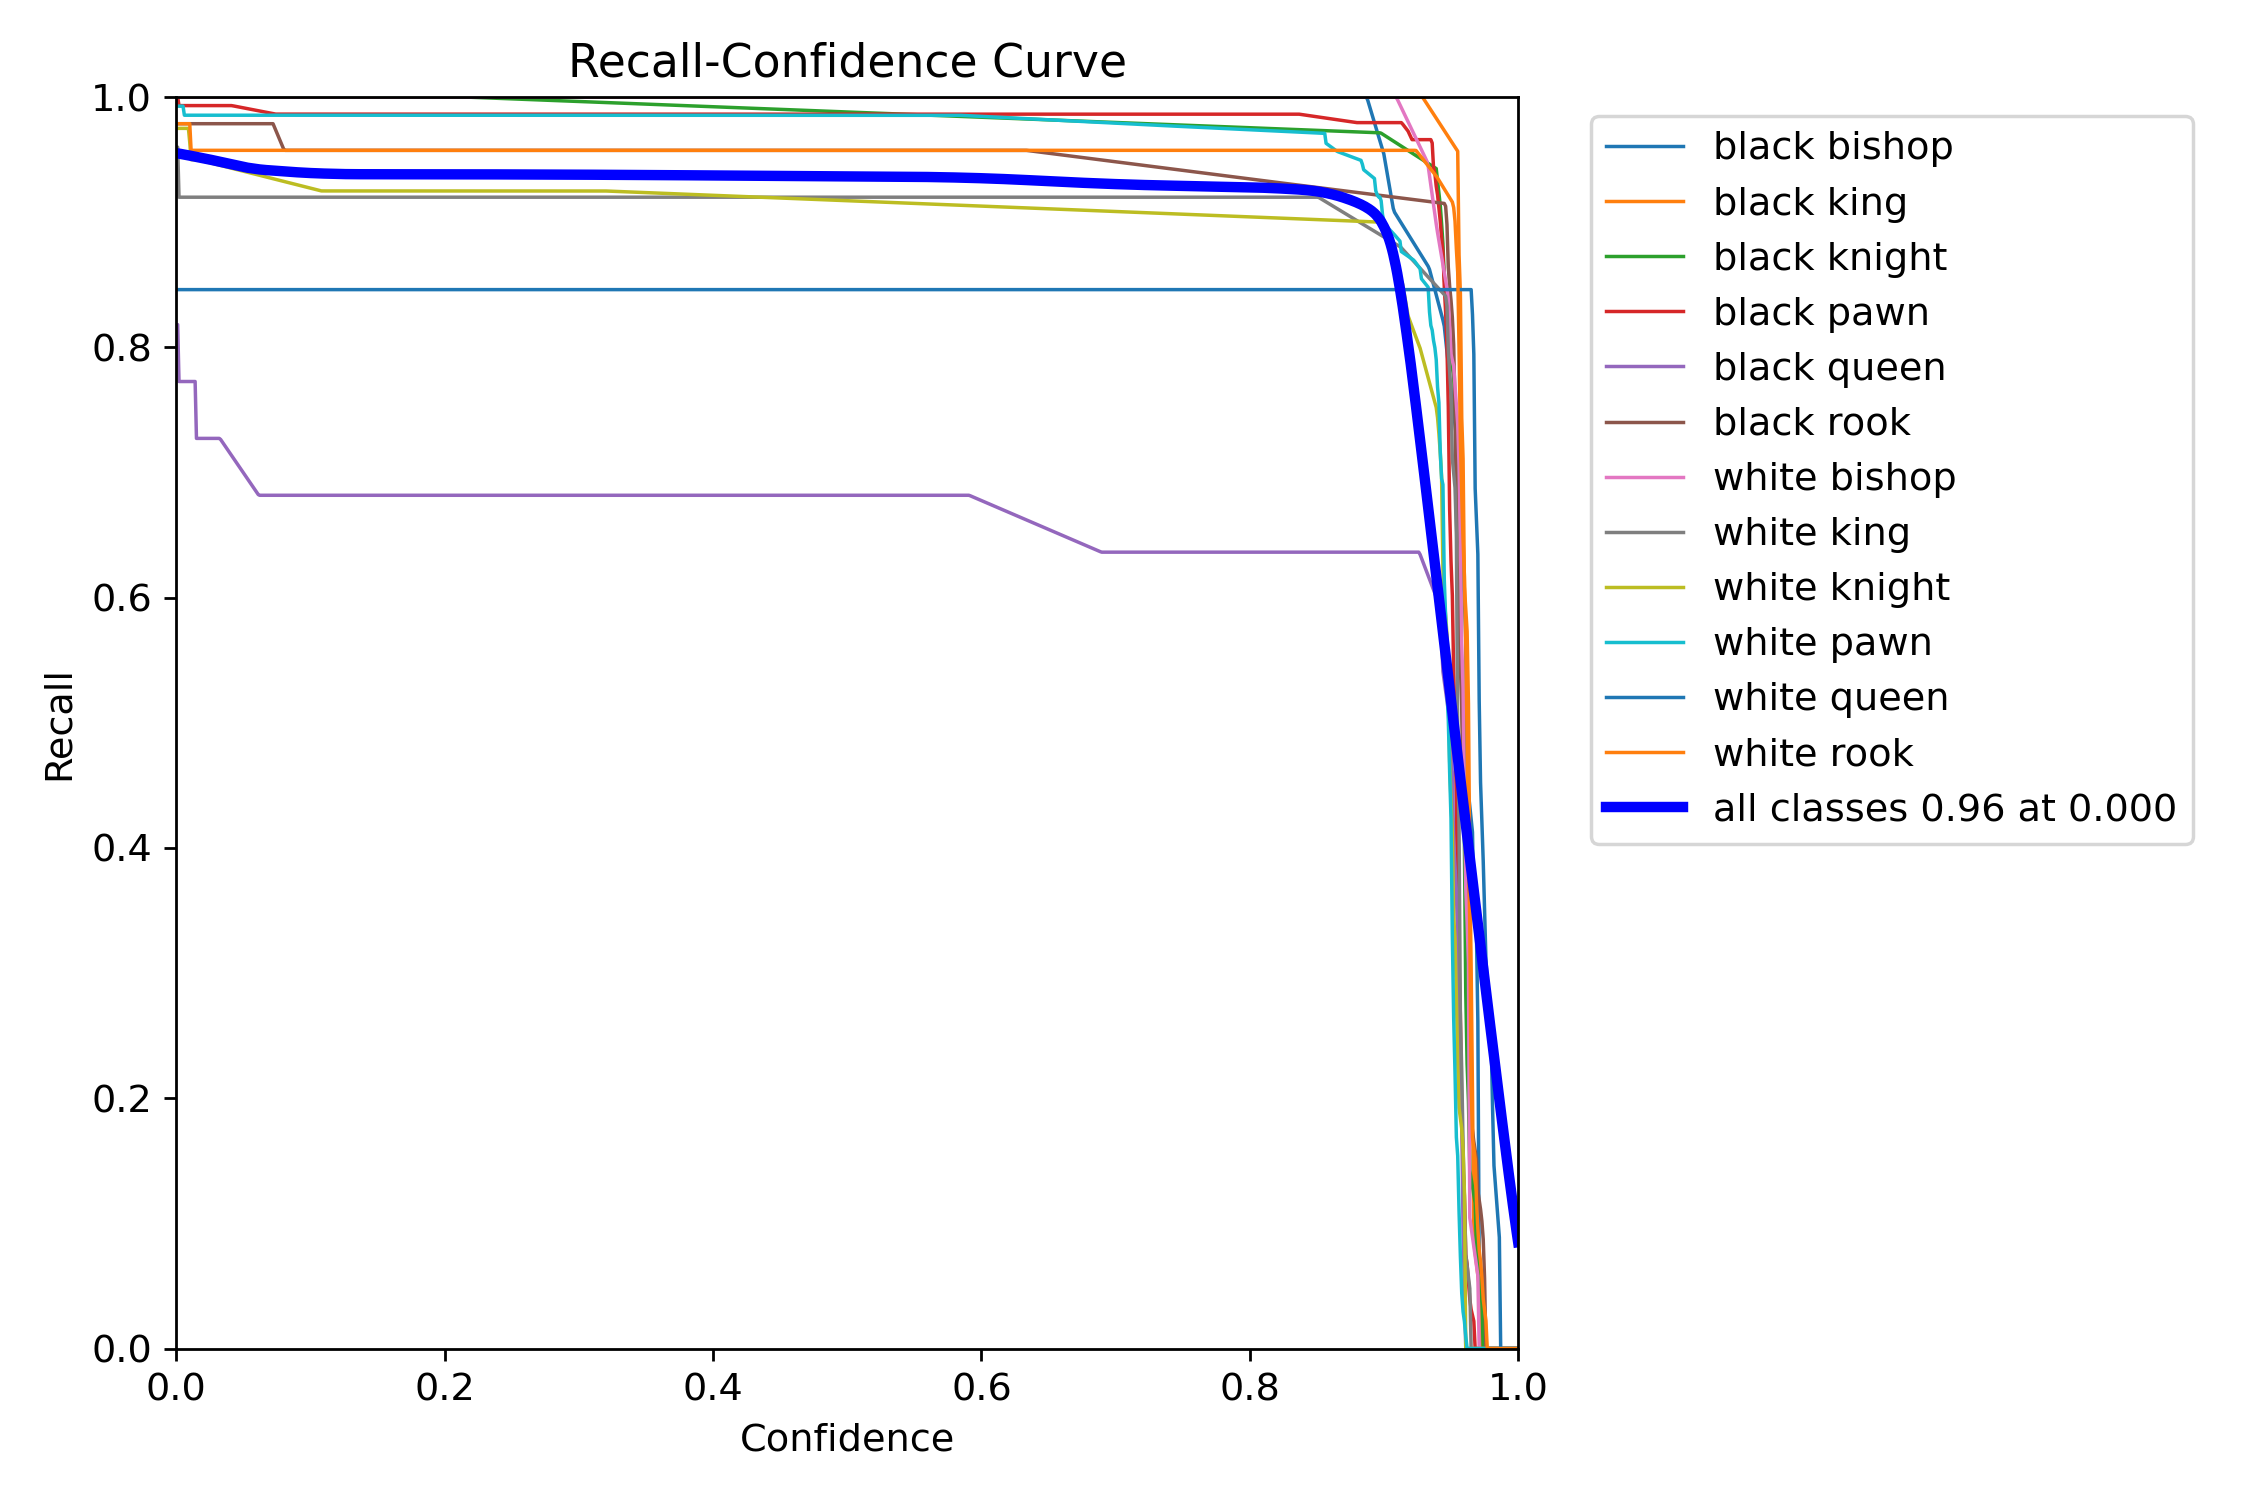 Recall-Confidence Curve
1.0
0.8
0.6
0.4
0.2
0.0
Recall
0.0 0.2 0.4 0.6 0.8 1.0
Confidence
black bishop
black king
black knight
black pawn
black queen
black rook
white bishop
white king
white knight
white pawn
white queen
white rook
all classes 0.96 at 0.000